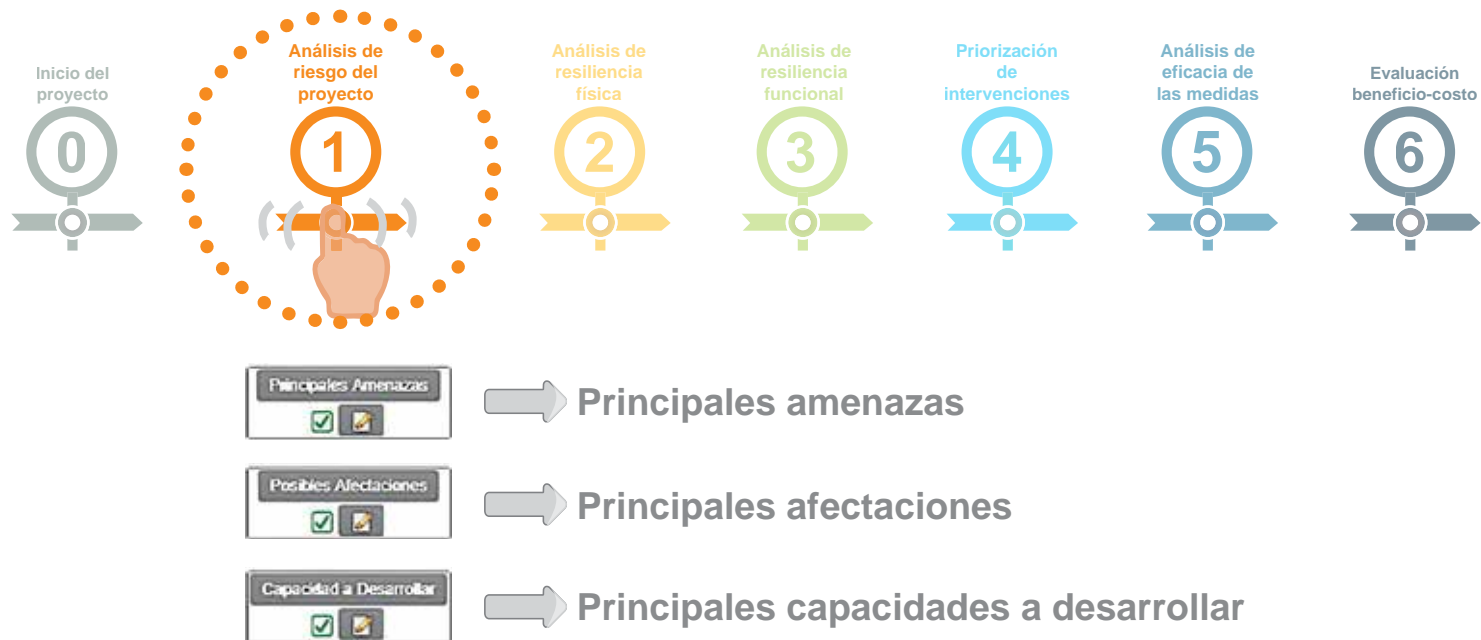 Inicio del
proyecto
0
Análisis de
riesgo del
proyecto
1
Análisis de
resiliencia
física
2
Análisis de
resiliencia
funcional
3
Priorización
de
intervenciones
4
Análisis de
eficacia de
las medidas
5
Evaluación
beneficio-costo
6
Principales Amenazas
Principales amenazas
Posibles Afectaciones
Principales afectaciones
Capacidad a Desarrollar
Principales capacidades a desarrollar